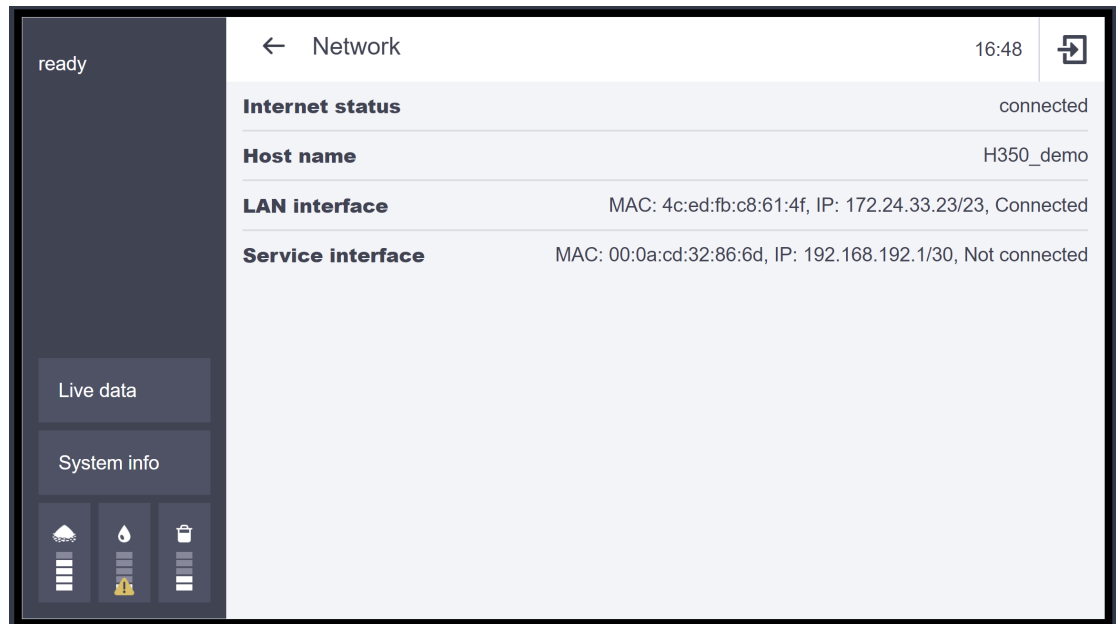 ready
← Network
16:48
Internet status connected
Host name H350_demo
LAN interface MAC: 4c:ed:fb:c8:61:4f, IP: 172.24.33.23/23, Connected
Service interface MAC: 00:0a:cd:32:86:6d, IP: 192.168.192.1/30, Not connected
Live data
System info